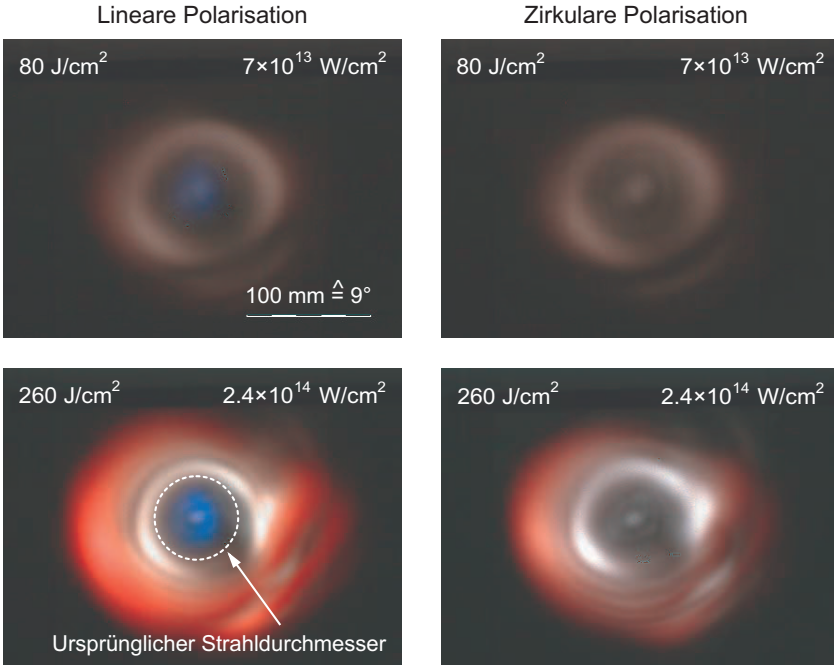 Lineare Polarisation
Zirkulare Polarisation
80 J/cm²
7×10¹³ W/cm²
80 J/cm²
7×10¹³ W/cm²
100 mm ≙ 9°
260 J/cm²
2.4×10¹⁴ W/cm²
260 J/cm²
2.4×10¹⁴ W/cm²
Ursprünglicher Strahldurchmesser